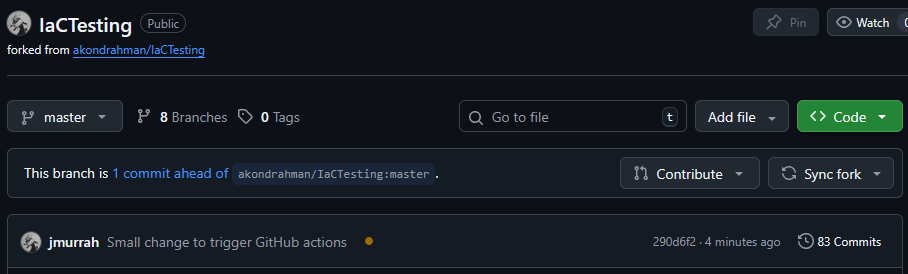 IaCTesting Public Pin Watch
forked from akondrahman/IaCTesting
master 8 Branches 0 Tags Go to file t Add file Code
This branch is 1 commit ahead of akondrahman/IaCTesting:master . Contribute Sync fork
jmurrah Small change to trigger GitHub actions 290d6f2 · 4 minutes ago 83 Commits